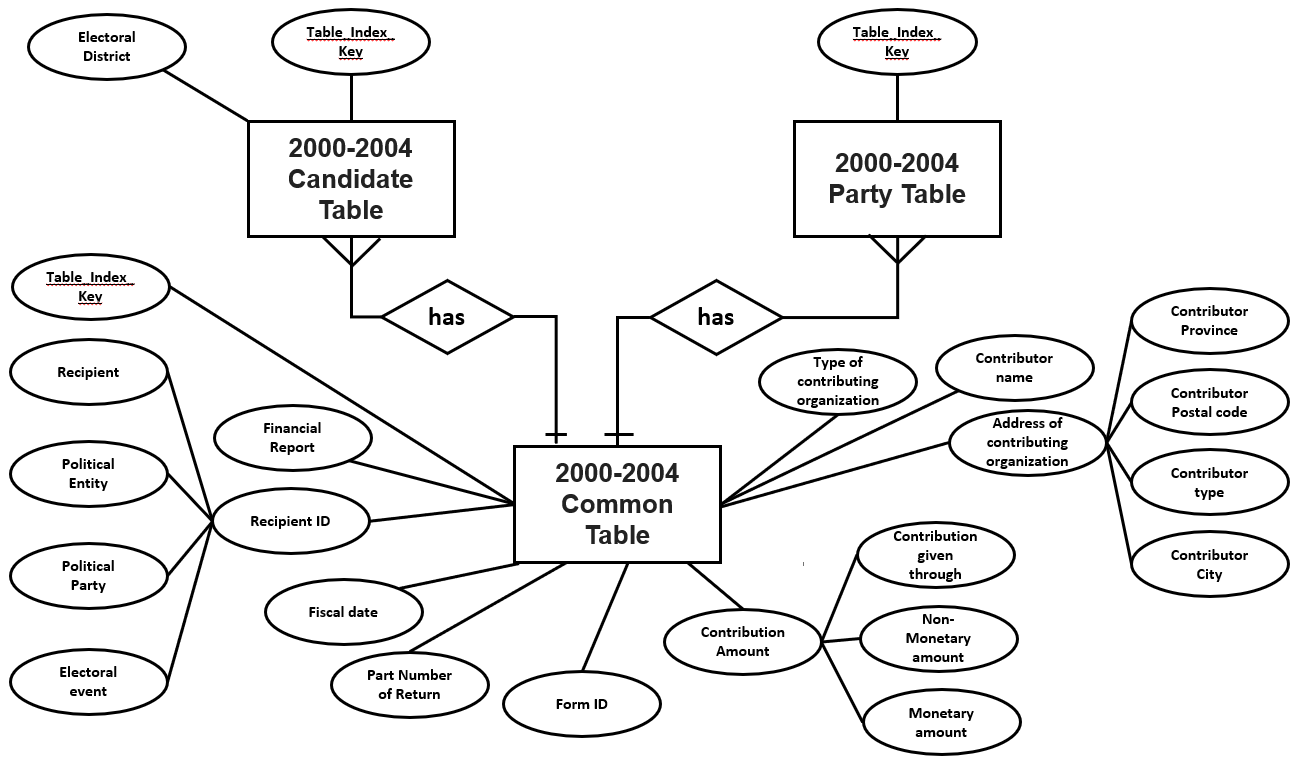 Electoral
District
Table_Index_
Key
Table_Index_
Key
2000-2004
Candidate
Table
2000-2004
Party Table
Table_Index_
Key
has
has
Contributor
Province
Recipient
Type of
contributing
organization
Contributor
name
Contributor
Postal code
Financial
Report
Address of
contributing
organization
Political
Entity
2000-2004
Common
Table
Contributor
type
Recipient ID
Contribution
given
through
Contributor
City
Political
Party
Fiscal date
Contribution
Amount
Non-
Monetary
amount
Electoral
event
Part Number
of Return
Form ID
Monetary
amount